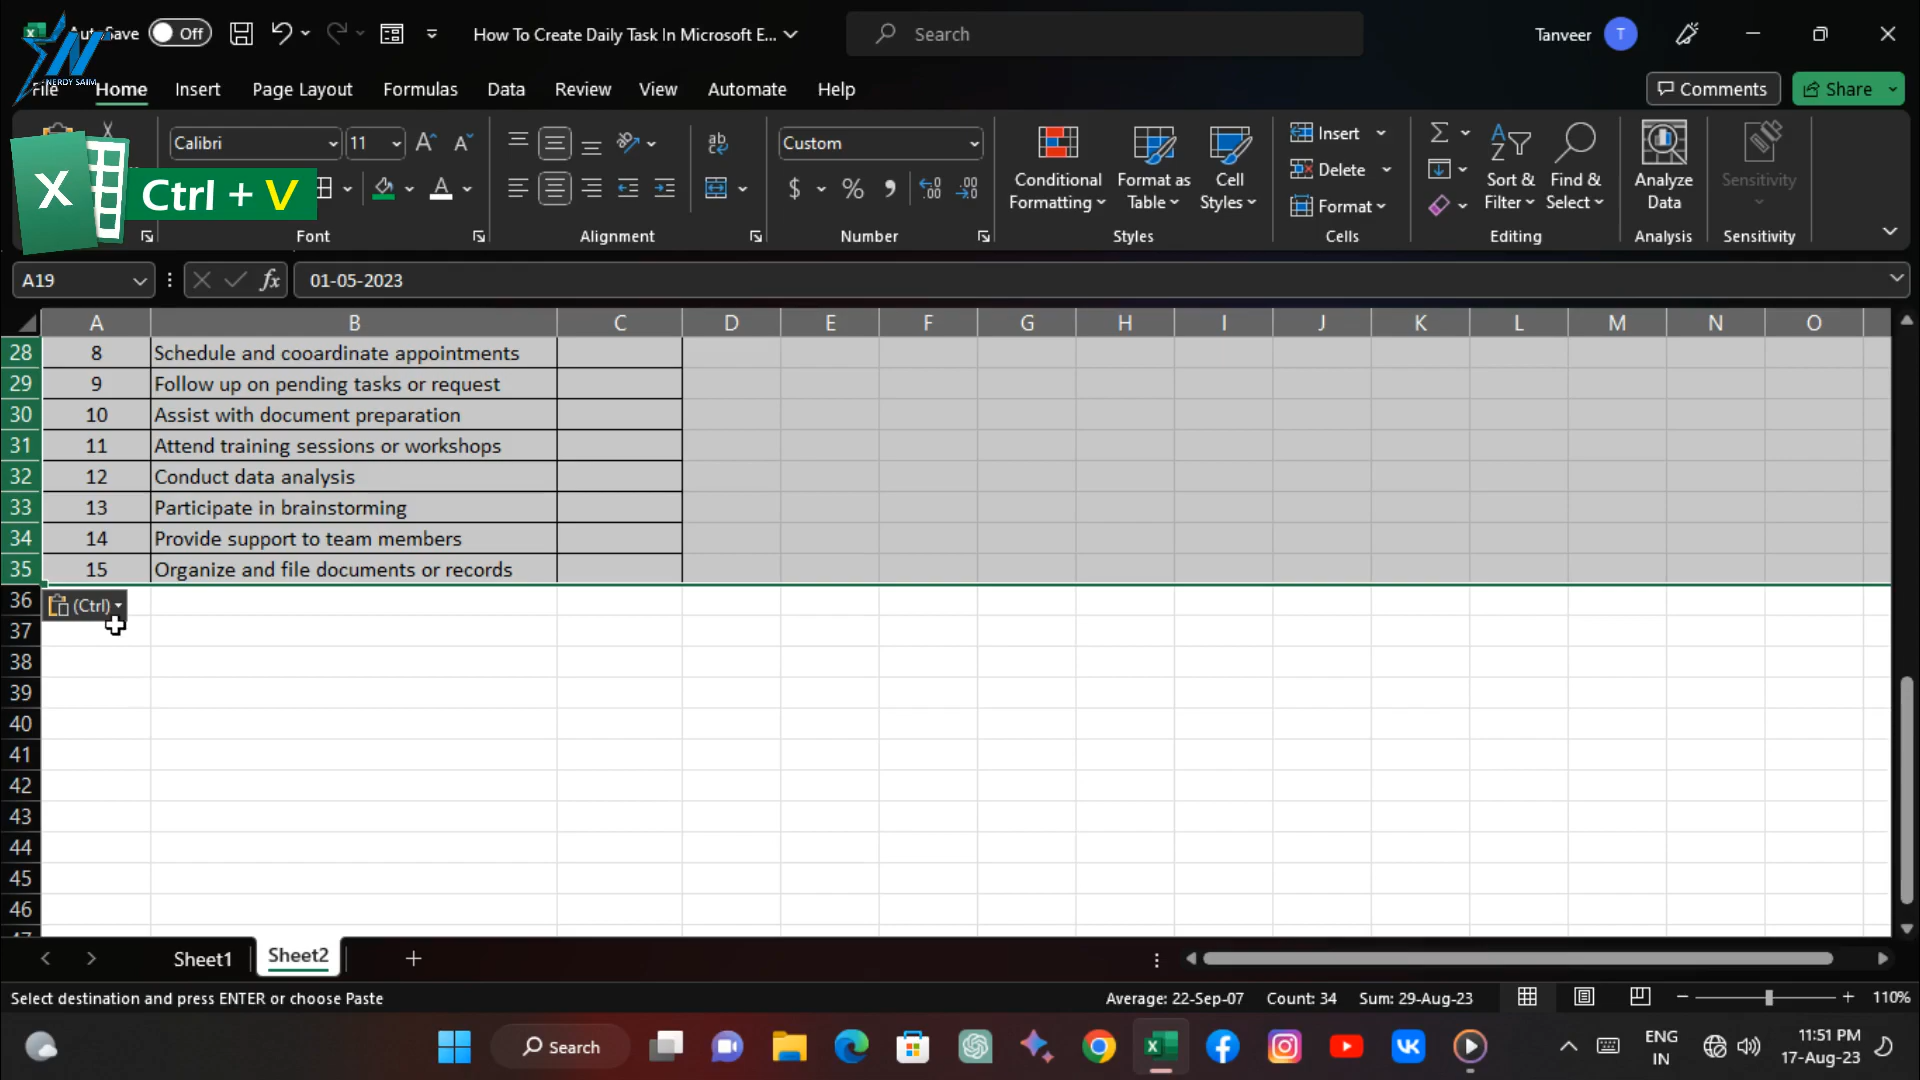 AutoSave Off How To Create Daily Task In Microsoft E... Search Tanveer T
NERDY SAIM
File Home Insert Page Layout Formulas Data Review View Automate Help Comments Share
X Ctrl + V
Calibri 11 Custom
Conditional Formatting
Format as Table
Cell Styles
Insert
Delete
Format
Sort & Filter
Find & Select
Analyze Data
Sensitivity
Font Alignment Number Styles Cells Editing Analysis Sensitivity
A19 fx 01-05-2023
A B C D E F G H I J K L M N O
28 8 Schedule and cooardinate appointments
29 9 Follow up on pending tasks or request
30 10 Assist with document preparation
31 11 Attend training sessions or workshops
32 12 Conduct data analysis
33 13 Participate in brainstorming
34 14 Provide support to team members
35 15 Organize and file documents or records
36 (Ctrl)
37
38
39
40
41
42
43
44
45
46
47
Sheet1 Sheet2
Select destination and press ENTER or choose Paste Average: 22-Sep-07 Count: 34 Sum: 29-Aug-23 110%
Search ENG IN 11:51 PM 17-Aug-23